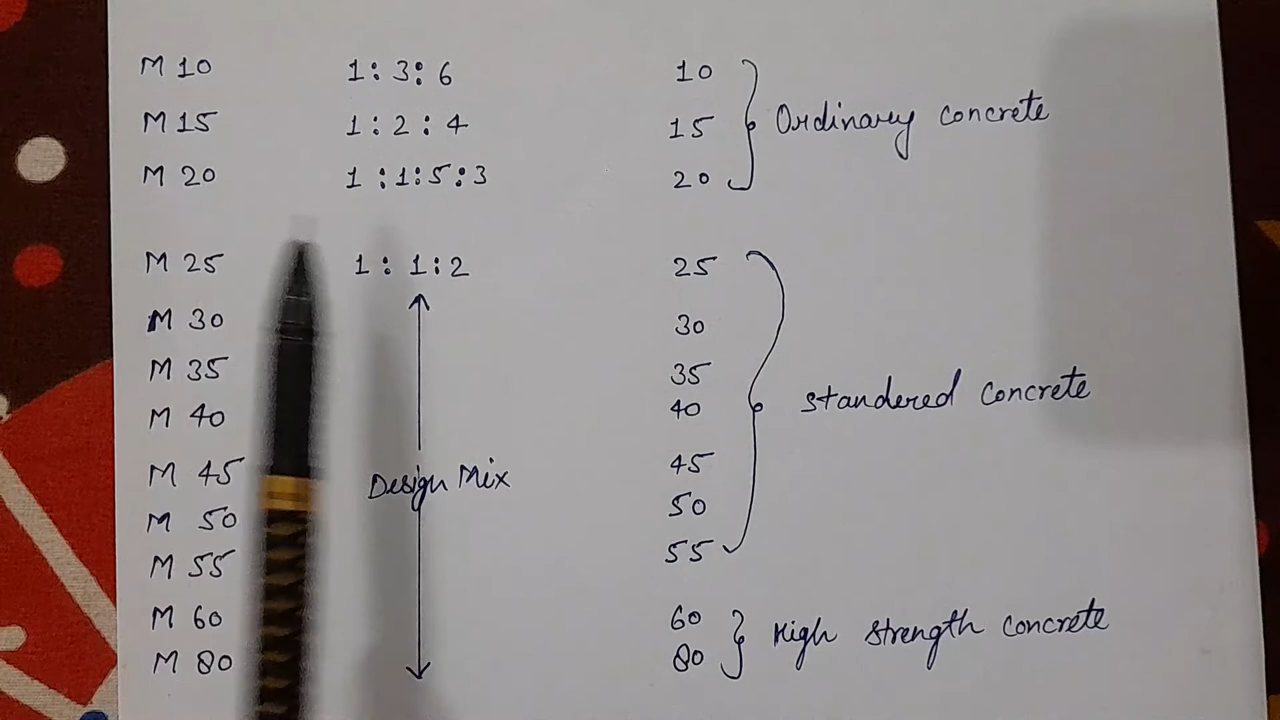 M 10 1: 3: 6 10
M 15 1 : 2 : 4 15 Ordinary concrete
M 20 1 :1:5:3 20
M 25 1: 1:2 25
M 30 30
M 35 35
M 40 40 standered concrete
M 45 Design Mix 45
M 50 50
M 55 55
M 60 60 High strength concrete
M 80 80